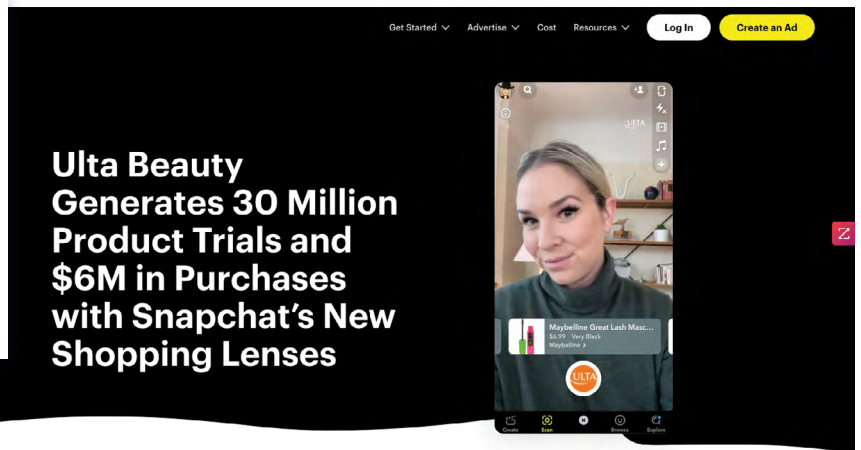 Get Started Advertise Cost Resources Log In Create an Ad
Ulta Beauty
Generates 30 Million
Product Trials and
$6M in Purchases
with Snapchat's New
Shopping Lenses
ULTA
Maybelline Great Lash Masc...
$6.99 Very Black
Maybelline >
ULTA
Create Scan Browse Explore
Z